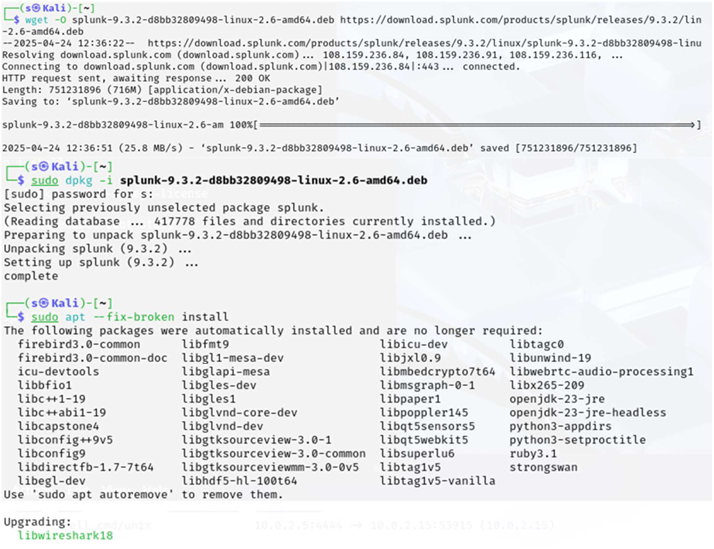 ┌──(s㉿Kali)-[~]
└─$ wget -O splunk-9.3.2-d8bb32809498-linux-2.6-amd64.deb https://download.splunk.com/products/splunk/releases/9.3.2/lin
-2.6-amd64.deb
--2025-04-24 12:36:22-- https://download.splunk.com/products/splunk/releases/9.3.2/linux/splunk-9.3.2-d8bb32809498-linu
Resolving download.splunk.com (download.splunk.com)... 108.159.236.84, 108.159.236.91, 108.159.236.116, ...
Connecting to download.splunk.com (download.splunk.com)|108.159.236.84|:443... connected.
HTTP request sent, awaiting response... 200 OK
Length: 751231896 (716M) [application/x-debian-package]
Saving to: ‘splunk-9.3.2-d8bb32809498-linux-2.6-amd64.deb’
splunk-9.3.2-d8bb32809498-linux-2.6-am 100%[===================================================>]
2025-04-24 12:36:51 (25.8 MB/s) - ‘splunk-9.3.2-d8bb32809498-linux-2.6-amd64.deb’ saved [751231896/751231896]
┌──(s㉿Kali)-[~]
└─$ sudo dpkg -i splunk-9.3.2-d8bb32809498-linux-2.6-amd64.deb
[sudo] password for s:
Selecting previously unselected package splunk.
(Reading database ... 417778 files and directories currently installed.)
Preparing to unpack splunk-9.3.2-d8bb32809498-linux-2.6-amd64.deb ...
Unpacking splunk (9.3.2) ...
Setting up splunk (9.3.2) ...
complete
┌──(s㉿Kali)-[~]
└─$ sudo apt --fix-broken install
The following packages were automatically installed and are no longer required:
firebird3.0-common libfmt9 libicu-dev libtagc0
firebird3.0-common-doc libgl1-mesa-dev libjxl0.9 libunwind-19
icu-devtools libglapi-mesa libmbedcrypto7t64 libwebrtc-audio-processing1
libbfio1 libgles-dev libmsgraph-0-1 libx265-209
libc++1-19 libgles1 libpaper1 openjdk-23-jre
libc++abi1-19 libglvnd-core-dev libpoppler145 openjdk-23-jre-headless
libcapstone4 libglvnd-dev libqt5sensors5 python3-appdirs
libconfig++9v5 libgtksourceview-3.0-1 libqt5webkit5 python3-setproctitle
libconfig9 libgtksourceview-3.0-common libsuperlu6 ruby3.1
libdirectfb-1.7-7t64 libgtksourceviewmm-3.0-0v5 libtag1v5 strongswan
libegl-dev libhdf5-hl-100t64 libtag1v5-vanilla
Use 'sudo apt autoremove' to remove them.
Upgrading:
libwireshark18